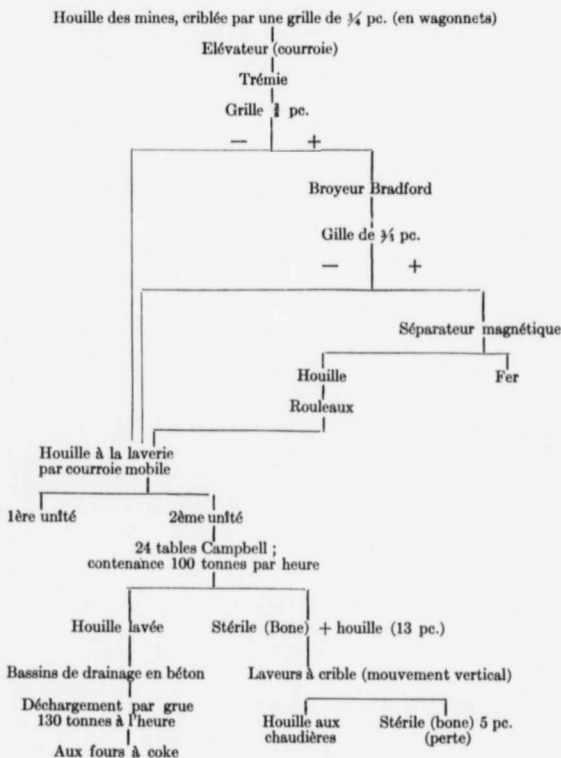 Houille des mines, criblée par une grille de ¾ pc. (en wagonnets)
Elévateur (courroie)
Trémie
Grille ¾ pc.
— +
Broyeur Bradford
Gille de ¾ pc.
— +
Séparateur magnétique
Houille
Fer
Rouleaux
Houille à la laverie
par courroie mobile
1ère unité
2ème unité
24 tables Campbell ;
contenance 100 tonnes par heure
Houille lavée
Stérile (Bone) + houille (13 pc.)
Bassins de drainage en béton
Laveurs à crible (mouvement vertical)
Déchargement par grue
130 tonnes à l'heure
Houille aux
chaudières
Stérile (bone) 5 pc.
(perte)
Aux fours à coke